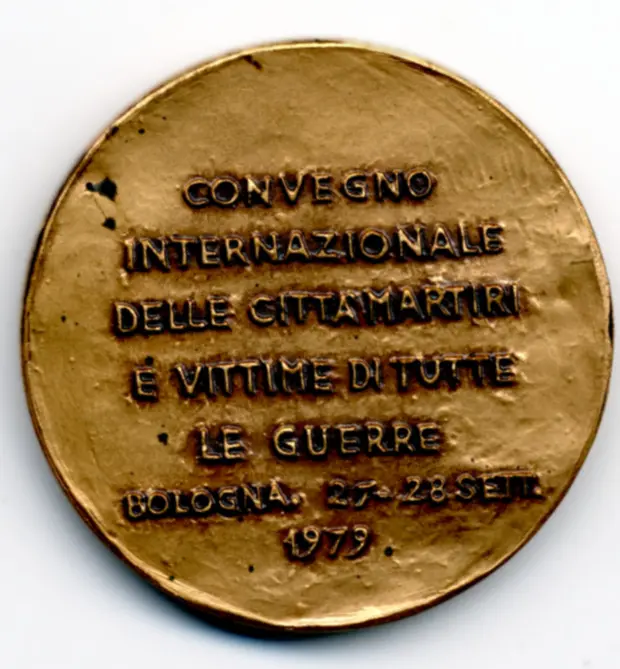 CONVEGNO
INTERNAZIONALE
DELLE CITTÀ MARTIRI
E VITTIME DI TUTTE
LE GUERRE
BOLOGNA. 27-28 SETT.
1979